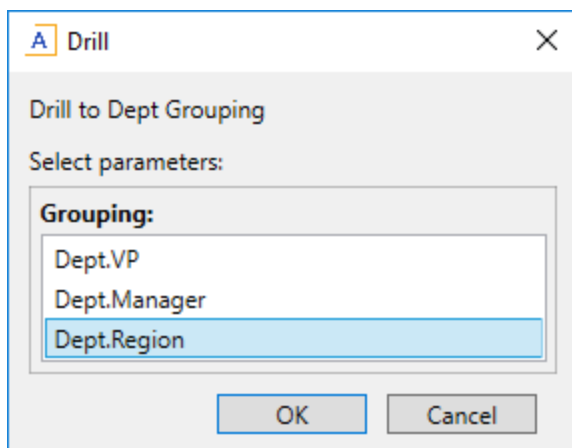 A Drill
Drill to Dept Grouping
Select parameters:
Grouping:
Dept.VP
Dept.Manager
Dept.Region
OK Cancel